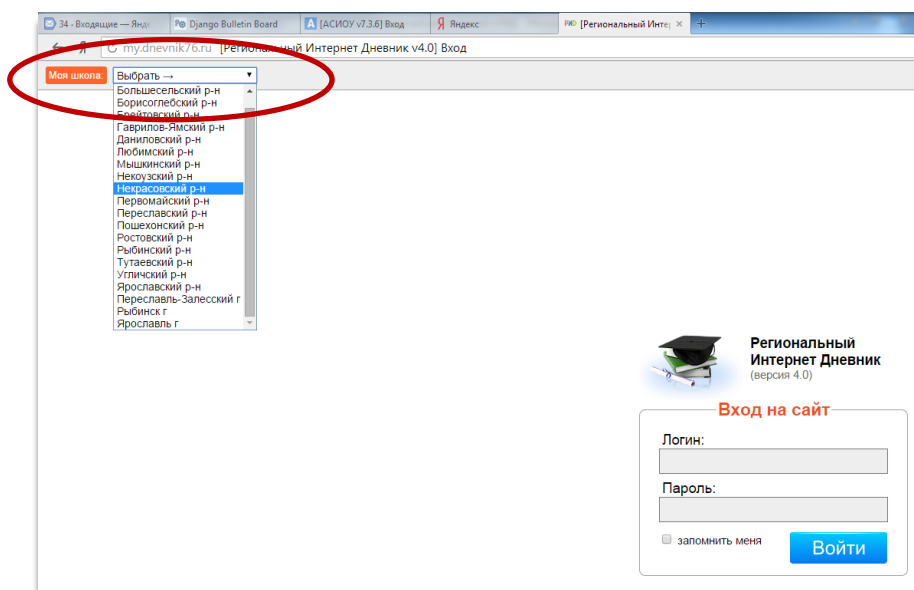 34 · Входящие — Янд
РВ Django Bulletin Board
[АСИОУ v7.3.6] Вход
Яндекс
[Региональный Инте
my.dnevnik76.ru [Региональный Интернет Дневник v4.0] Вход
Моя школа: Выбрать →
Большесельский р-н
Борисоглебский р-н
Брейтовский р-н
Гаврилов-Ямский р-н
Даниловский р-н
Любимский р-н
Мышкинский р-н
Некоузский р-н
Некрасовский р-н
Первомайский р-н
Переславский р-н
Пошехонский р-н
Ростовский р-н
Рыбинский р-н
Тутаевский р-н
Угличский р-н
Ярославский р-н
Переславль-Залесский г
Рыбинск г
Ярославль г
Региональный
Интернет Дневник
(версия 4.0)
Вход на сайт
Логин:
Пароль:
запомнить меня
Войти